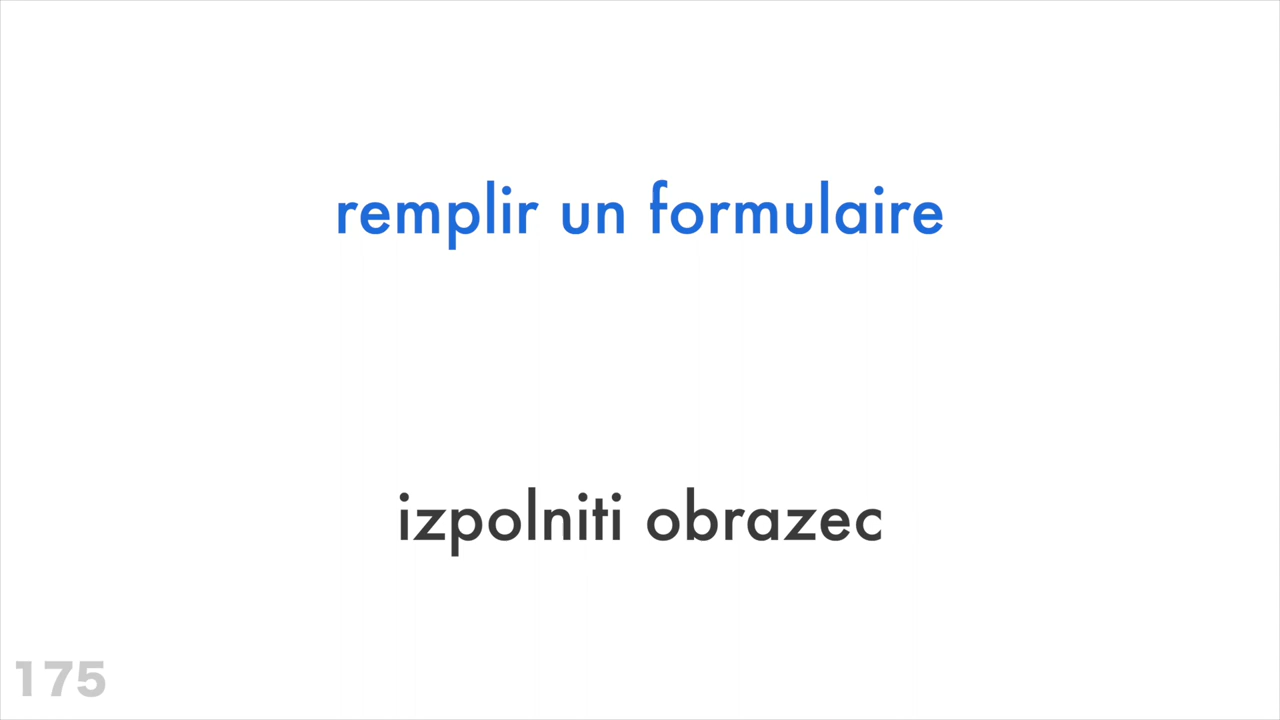 remplir un formulaire
izpolniti obrazec
175